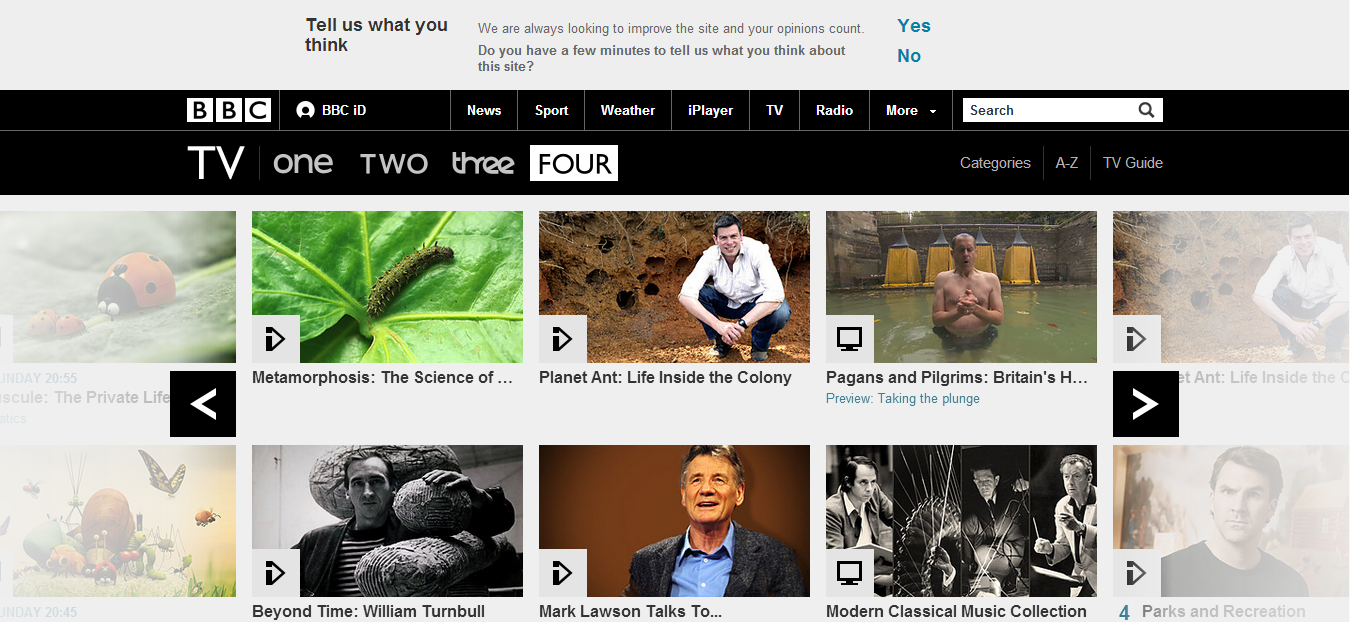 Tell us what you
think
We are always looking to improve the site and your opinions count.
Do you have a few minutes to tell us what you think about
this site?
Yes
No
BBC
BBC iD
News
Sport
Weather
iPlayer
TV
Radio
More
Search
TV
one
TWO
three
FOUR
Categories
A-Z
TV Guide
UNDAY 20:55
scule: The Private Life
atics
Metamorphosis: The Science of ...
Planet Ant: Life Inside the Colony
Pagans and Pilgrims: Britain's H...
Preview: Taking the plunge
et Ant: Life Inside the C
UNDAY 20:45
Beyond Time: William Turnbull
Mark Lawson Talks To...
Modern Classical Music Collection
4 Parks and Recreation